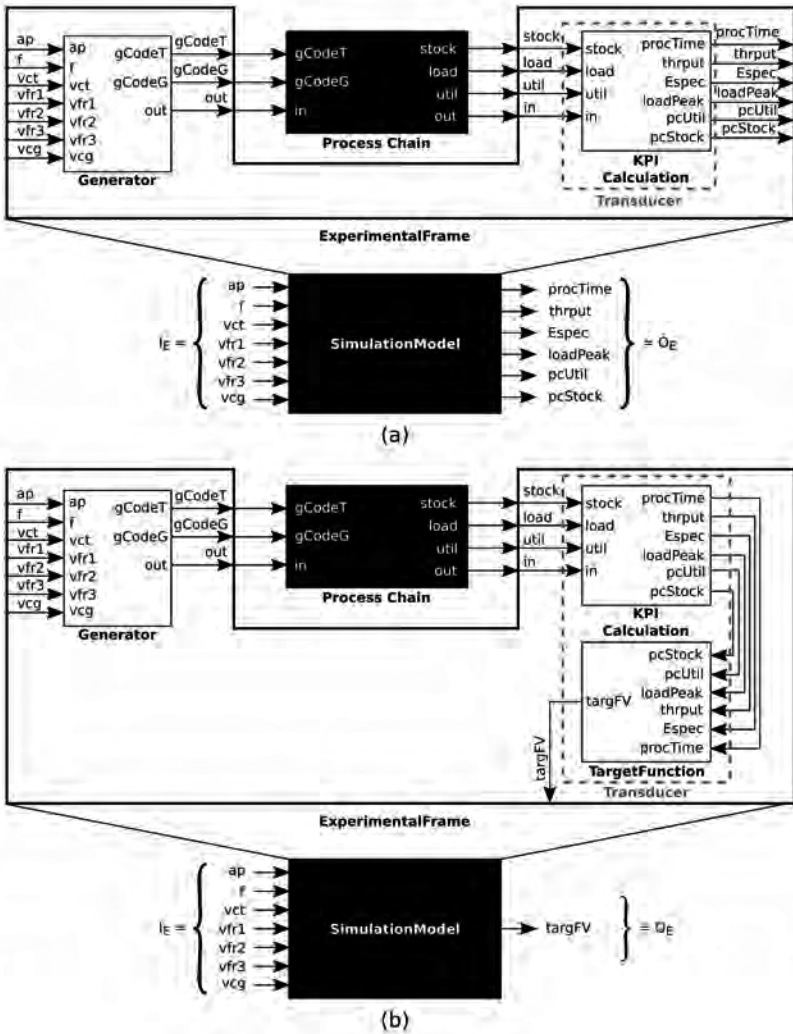 ap
f
vct
vfr1
vfr2
vfr3
vcg
ap
f
vct
vfr1
vfr2
vfr3
vcg
gCodeT
gCodeG
out
Generator
gCodeT
gCodeG
out
gCodeT
gCodeG
in
stock
load
util
out
Process Chain
stock
load
util
in
stock
load
util
in
procTime
thrput
Espec
loadPeak
pcUtil
pcStock
KPI
Calculation
Transducer
procTime
thrput
Espec
loadPeak
pcUtil
pcStock
ExperimentalFrame
I_E =
ap
f
vct
vfr1
vfr2
vfr3
vcg
SimulationModel
procTime
thrput
Espec
loadPeak
pcUtil
pcStock
O_E
(a)
ap
f
vct
vfr1
vfr2
vfr3
vcg
ap
f
vct
vfr1
vfr2
vfr3
vcg
gCodeT
gCodeG
out
Generator
gCodeT
gCodeG
out
gCodeT
gCodeG
in
stock
load
util
out
Process Chain
stock
load
util
in
stock
load
util
in
procTime
thrput
Espec
loadPeak
pcUtil
pcStock
KPI
Calculation
pcStock
pcUtil
loadPeak
thrput
Espec
procTime
targFV
targFV
TargetFunction
Transducer
ExperimentalFrame
I_E =
ap
f
vct
vfr1
vfr2
vfr3
vcg
SimulationModel
targFV
O_E
(b)